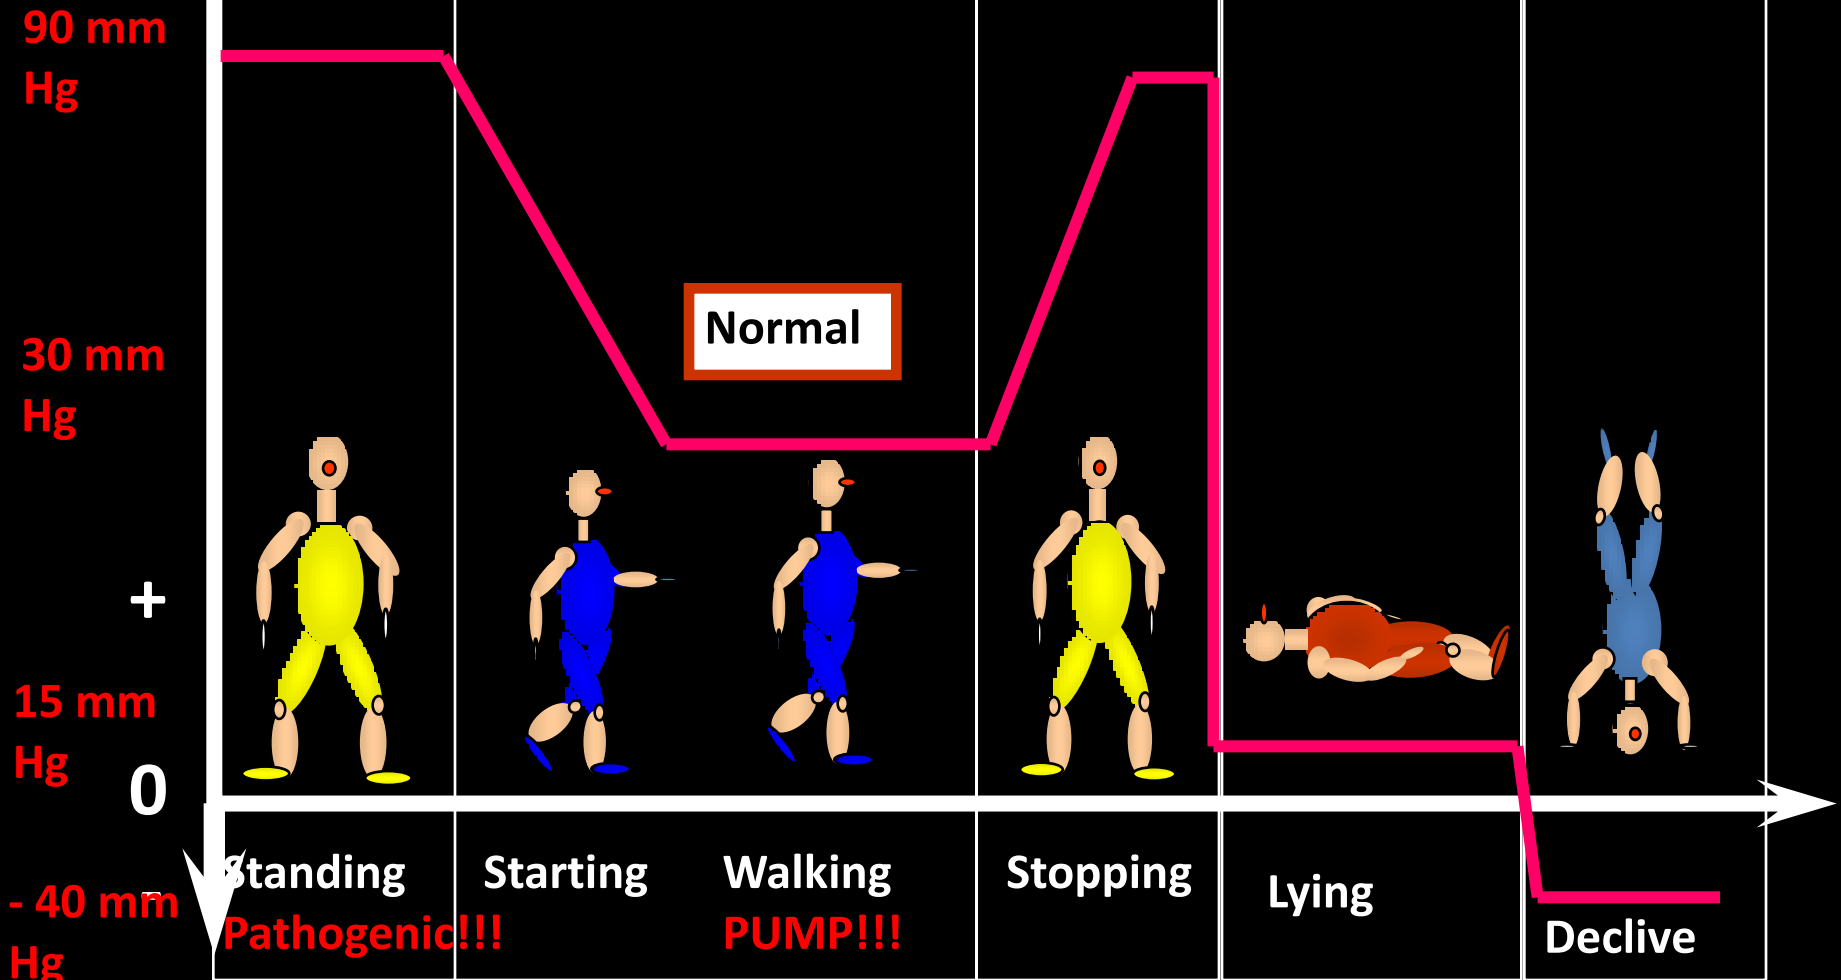 90 mm
Hg
Normal
30 mm
Hg
+
15 mm
Hg
0
Standing
Starting
Walking
Stopping
Lying
-
- 40 mm
Hg
Pathogenic!!!
PUMP!!!
Declive